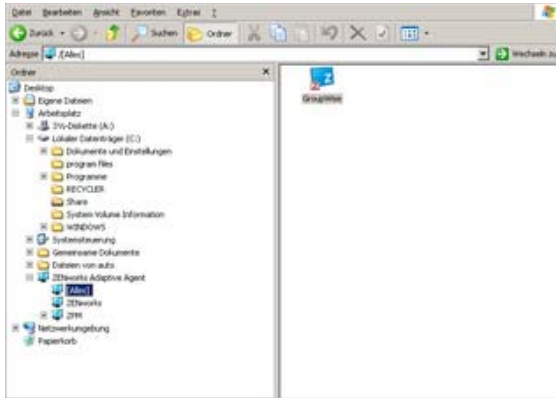 Datei Bearbeiten Ansicht Favoriten Extras ?
Zurück Suchen Ordner
Adresse [Alles] Wechseln zu
Ordner x
Desktop
Eigene Dateien
Arbeitsplatz
3½-Diskette (A:)
Lokaler Datenträger (C:)
Dokumente und Einstellungen
program files
Programme
RECYCLER
Share
System Volume Information
WINDOWS
Systemsteuerung
Gemeinsame Dokumente
Dateien von auto
ZENworks Adaptive Agent
[Alles]
ZENworks
Netzwerkumgebung
Papierkorb
GroupWise